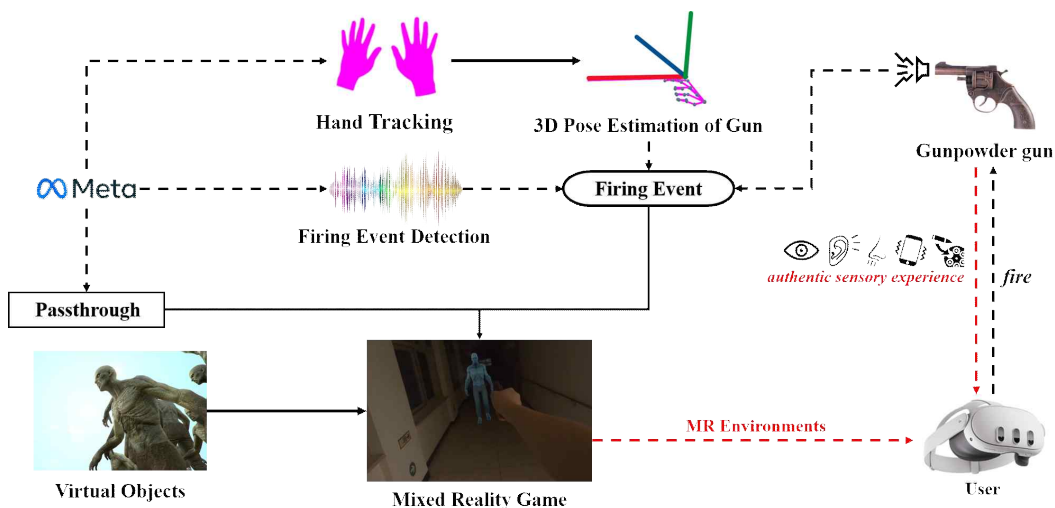 Hand Tracking
3D Pose Estimation of Gun
Gunpowder gun
Meta
Firing Event
Firing Event Detection
authentic sensory experience
fire
Passthrough
MR Environments
Virtual Objects
Mixed Reality Game
User